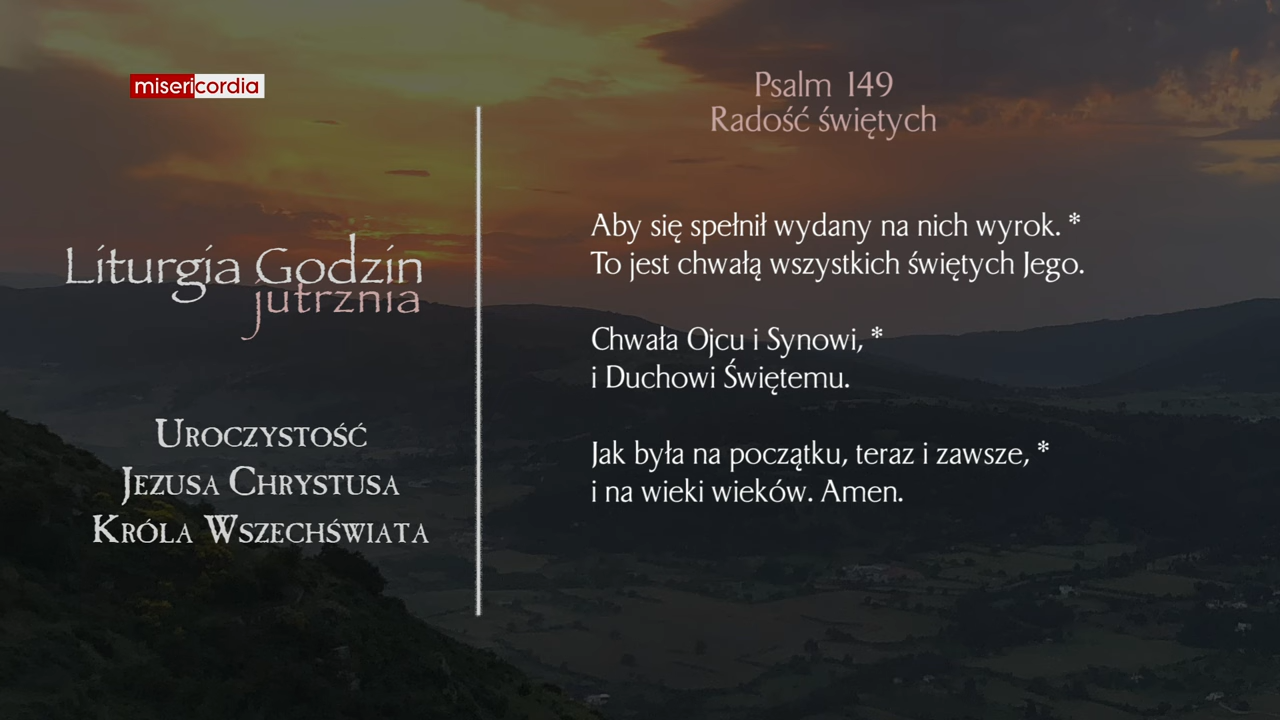 misericordia
Liturgia Godzin
jutrznia
Uroczystość
Jezusa Chrystusa
Króla Wszechświata
Psalm 149
Radość świętych
Aby się spełnił wydany na nich wyrok. *
To jest chwałą wszystkich świętych Jego.
Chwała Ojcu i Synowi, *
i Duchowi Świętemu.
Jak była na początku, teraz i zawsze, *
i na wieki wieków. Amen.